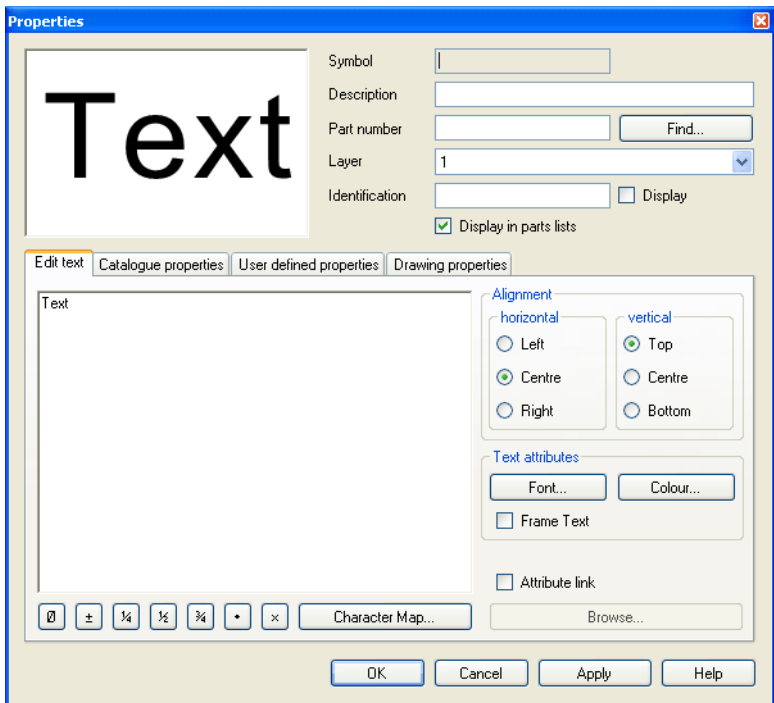 Properties
Text
Symbol
Description
Part number
Find...
Layer
1
Identification
Display
Display in parts lists
Edit text
Catalogue properties
User defined properties
Drawing properties
Text
Alignment
horizontal
Left
Centre
Right
vertical
Top
Centre
Bottom
Text attributes
Font...
Colour...
Frame Text
Attribute link
Ø ± ¼ ½ ¾ • × Character Map...
Browse...
OK
Cancel
Apply
Help